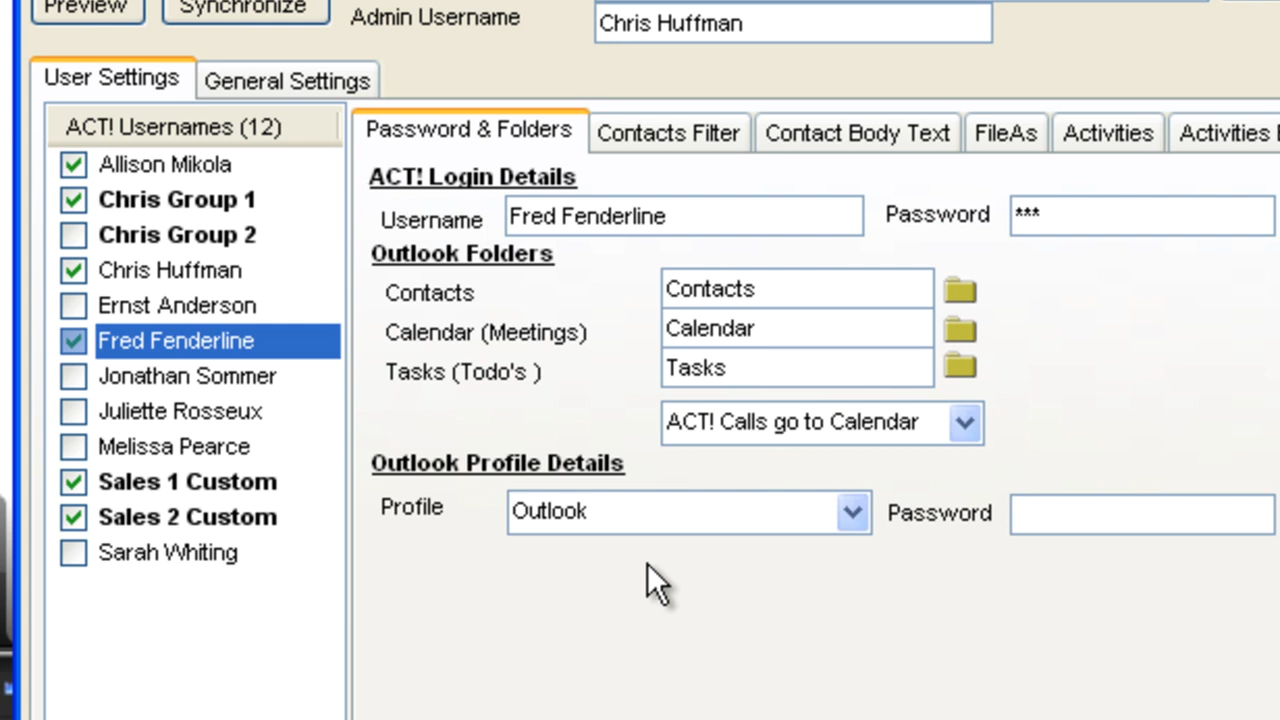 Preview
Synchronize
Admin Username
Chris Huffman
User Settings
General Settings
ACT! Usernames (12)
Allison Mikola
Chris Group 1
Chris Group 2
Chris Huffman
Ernst Anderson
Fred Fenderline
Jonathan Sommer
Juliette Rosseux
Melissa Pearce
Sales 1 Custom
Sales 2 Custom
Sarah Whiting
Password & Folders
Contacts Filter
Contact Body Text
FileAs
Activities
Activities
ACT! Login Details
Username
Fred Fenderline
Password
***
Outlook Folders
Contacts
Contacts
Calendar (Meetings)
Calendar
Tasks (Todo's )
Tasks
ACT! Calls go to Calendar
Outlook Profile Details
Profile
Outlook
Password